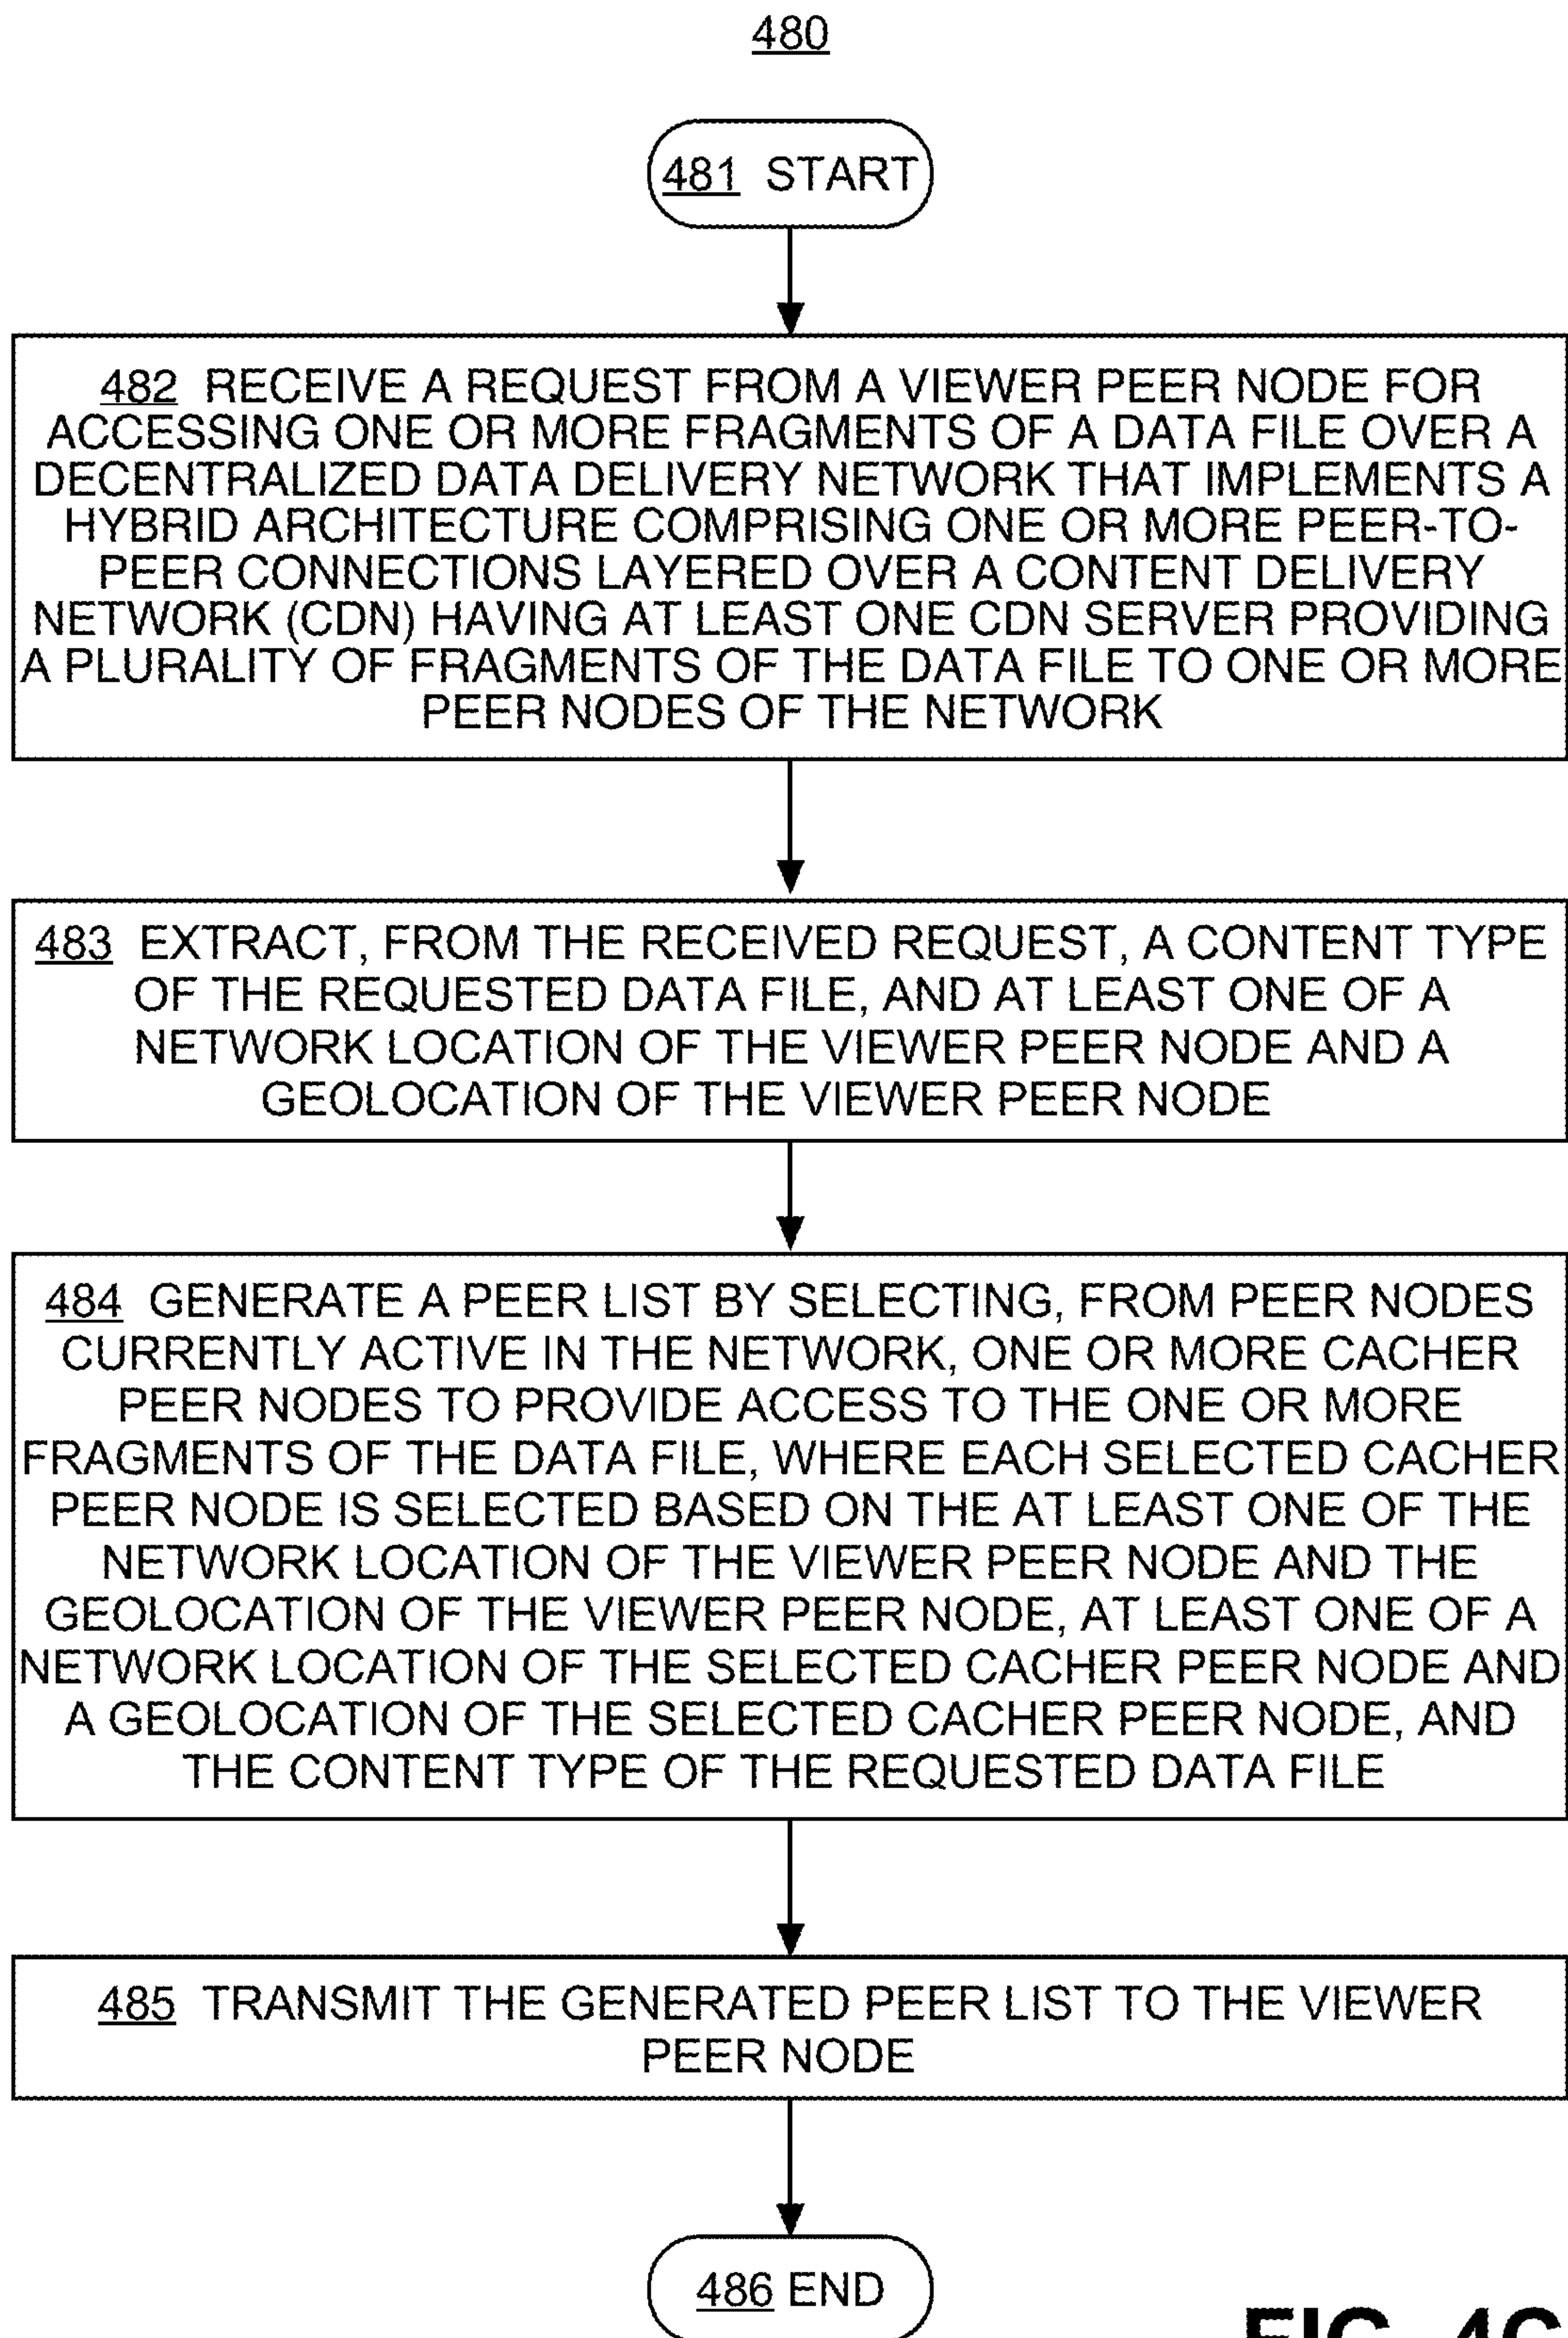 480
481 START
482 RECEIVE A REQUEST FROM A VIEWER PEER NODE FOR
ACCESSING ONE OR MORE FRAGMENTS OF A DATA FILE OVER A
DECENTRALIZED DATA DELIVERY NETWORK THAT IMPLEMENTS A
HYBRID ARCHITECTURE COMPRISING ONE OR MORE PEER-TO-
PEER CONNECTIONS LAYERED OVER A CONTENT DELIVERY
NETWORK (CDN) HAVING AT LEAST ONE CDN SERVER PROVIDING
A PLURALITY OF FRAGMENTS OF THE DATA FILE TO ONE OR MORE
PEER NODES OF THE NETWORK
483 EXTRACT, FROM THE RECEIVED REQUEST, A CONTENT TYPE
OF THE REQUESTED DATA FILE, AND AT LEAST ONE OF A
NETWORK LOCATION OF THE VIEWER PEER NODE AND A
GEOLOCATION OF THE VIEWER PEER NODE
484 GENERATE A PEER LIST BY SELECTING, FROM PEER NODES
CURRENTLY ACTIVE IN THE NETWORK, ONE OR MORE CACHER
PEER NODES TO PROVIDE ACCESS TO THE ONE OR MORE
FRAGMENTS OF THE DATA FILE, WHERE EACH SELECTED CACHER
PEER NODE IS SELECTED BASED ON THE AT LEAST ONE OF THE
NETWORK LOCATION OF THE VIEWER PEER NODE AND THE
GEOLOCATION OF THE VIEWER PEER NODE, AT LEAST ONE OF A
NETWORK LOCATION OF THE SELECTED CACHER PEER NODE AND
A GEOLOCATION OF THE SELECTED CACHER PEER NODE, AND
THE CONTENT TYPE OF THE REQUESTED DATA FILE
485 TRANSMIT THE GENERATED PEER LIST TO THE VIEWER
PEER NODE
486 END
FIG.